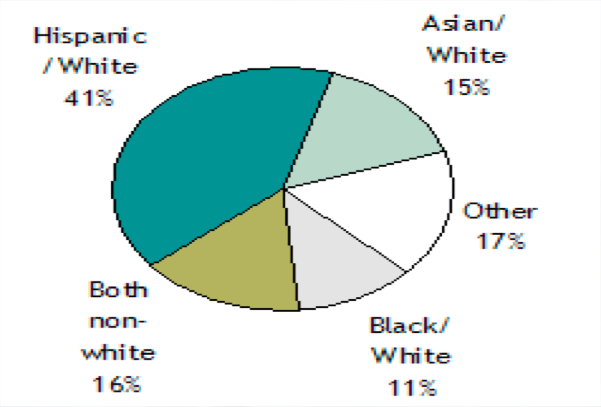 Hispanic
/White
41%
Asian/
White
15%
Other
17%
Black/
White
11%
Both
non-
white
16%